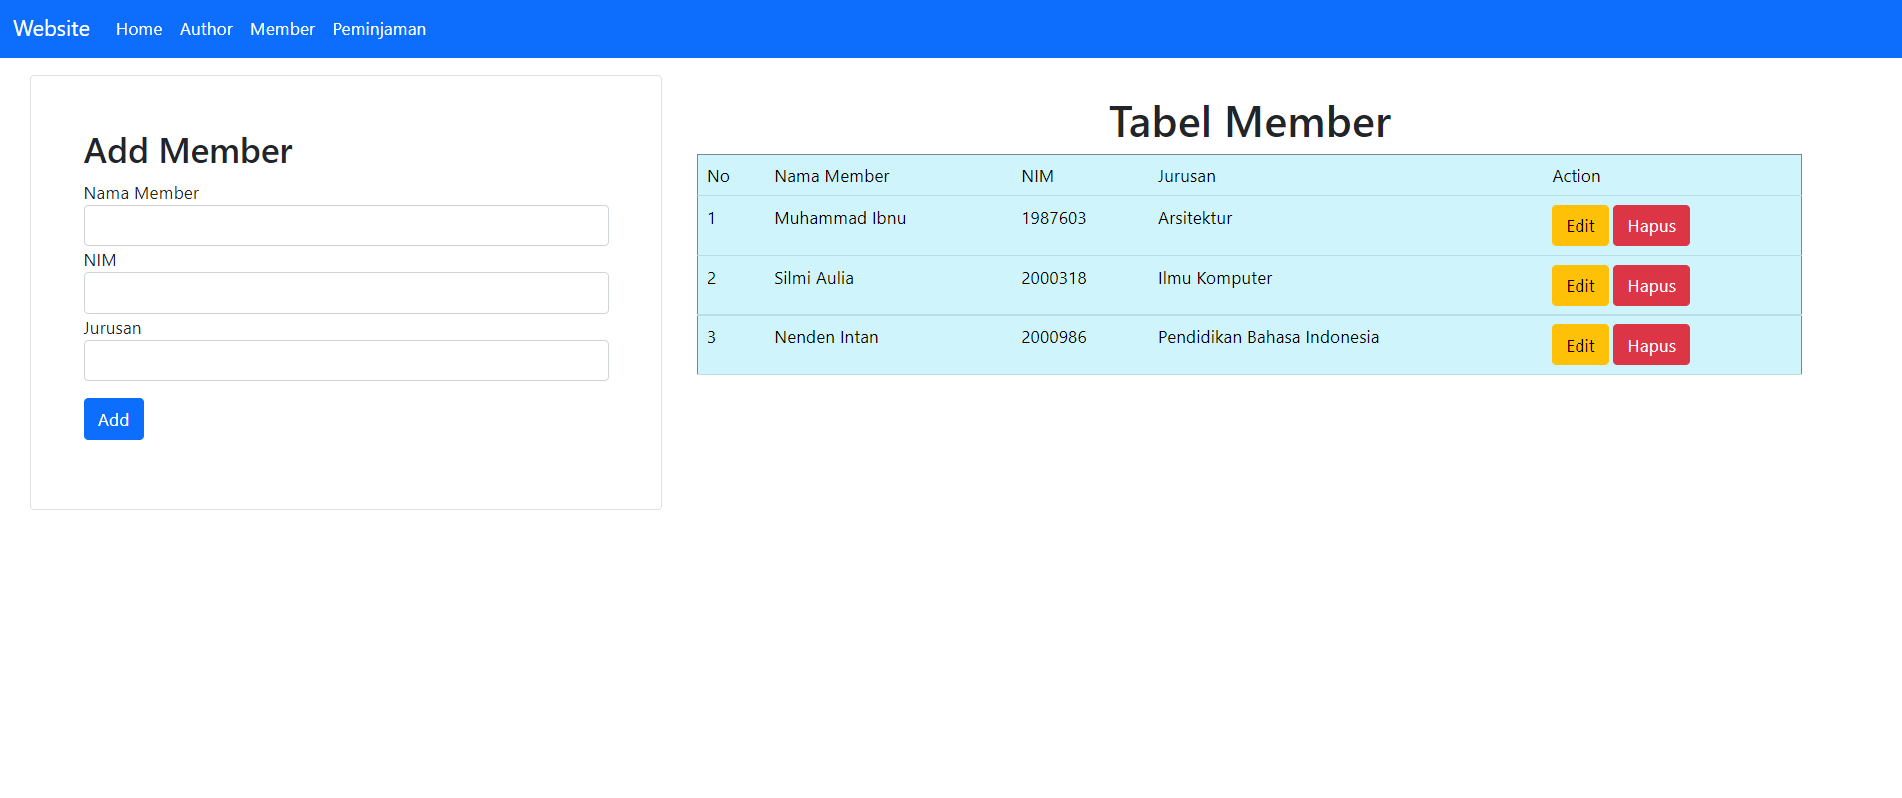 Website Home Author Member Peminjaman
Add Member
Nama Member
NIM
Jurusan
Add
Tabel Member
No Nama Member NIM Jurusan Action
1 Muhammad Ibnu 1987603 Arsitektur Edit Hapus
2 Silmi Aulia 2000318 Ilmu Komputer Edit Hapus
3 Nenden Intan 2000986 Pendidikan Bahasa Indonesia Edit Hapus